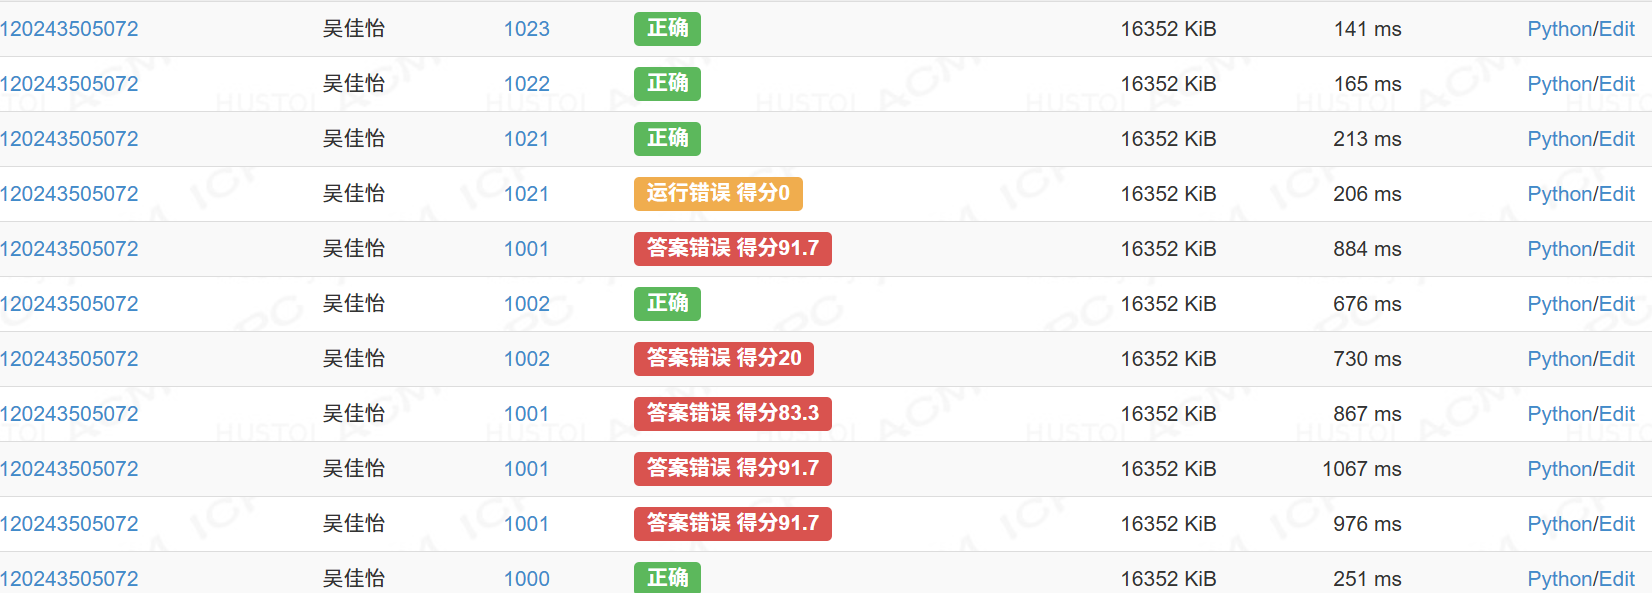 120243505072 吴佳怡 1023 正确 16352 KiB 141 ms Python/Edit
120243505072 吴佳怡 1022 正确 16352 KiB 165 ms Python/Edit
120243505072 吴佳怡 1021 正确 16352 KiB 213 ms Python/Edit
120243505072 吴佳怡 1021 运行错误 得分0 16352 KiB 206 ms Python/Edit
120243505072 吴佳怡 1001 答案错误 得分91.7 16352 KiB 884 ms Python/Edit
120243505072 吴佳怡 1002 正确 16352 KiB 676 ms Python/Edit
120243505072 吴佳怡 1002 答案错误 得分20 16352 KiB 730 ms Python/Edit
120243505072 吴佳怡 1001 答案错误 得分83.3 16352 KiB 867 ms Python/Edit
120243505072 吴佳怡 1001 答案错误 得分91.7 16352 KiB 1067 ms Python/Edit
120243505072 吴佳怡 1001 答案错误 得分91.7 16352 KiB 976 ms Python/Edit
120243505072 吴佳怡 1000 正确 16352 KiB 251 ms Python/Edit